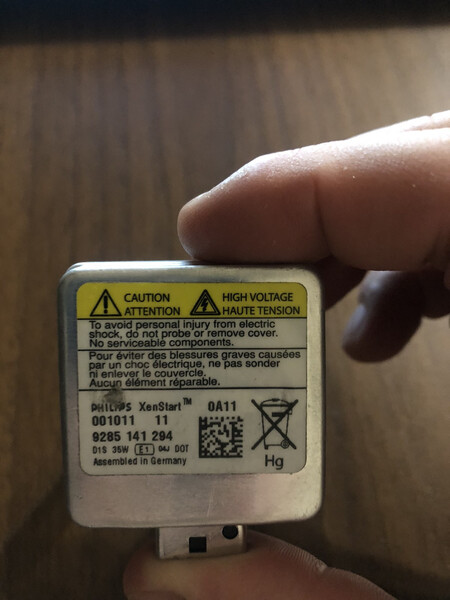 CAUTION
ATTENTION
HIGH VOLTAGE
HAUTE TENSION
To avoid personal injury from electric
shock, do not probe or remove cover.
No serviceable components.
Pour éviter des blessures graves causées
par un choc électrique, ne pas sonder
ni enlever le couvercle.
Aucun élément réparable.
PHILIPS XenStart™ 0A11
001011 11
9285 141 294
D1S 35W E1 04J DOT
Assembled in Germany
Hg